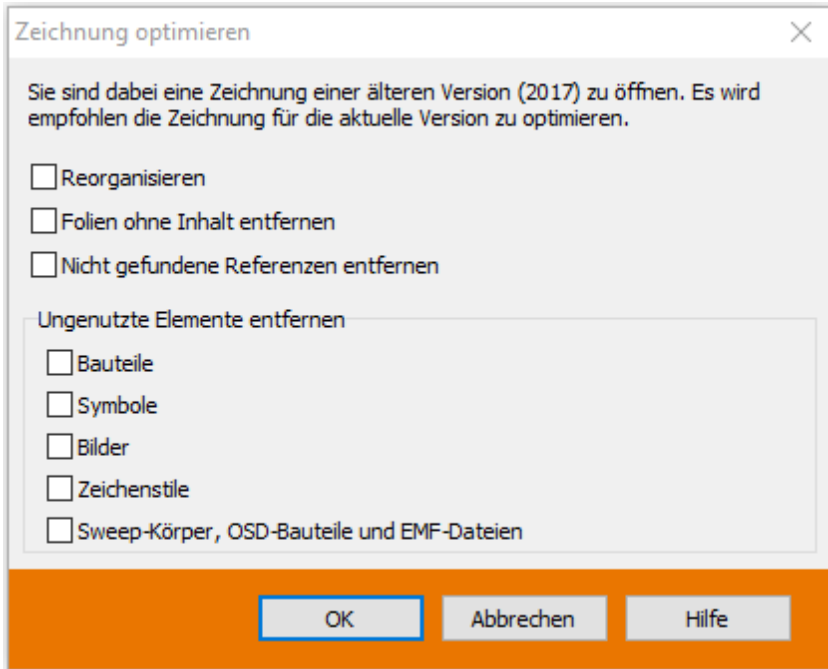 Zeichnung optimieren
Sie sind dabei eine Zeichnung einer älteren Version (2017) zu öffnen. Es wird
empfohlen die Zeichnung für die aktuelle Version zu optimieren.
Reorganisieren
Folien ohne Inhalt entfernen
Nicht gefundene Referenzen entfernen
Ungenutzte Elemente entfernen
Bauteile
Symbole
Bilder
Zeichenstile
Sweep-Körper, OSD-Bauteile und EMF-Dateien
OK Abbrechen Hilfe